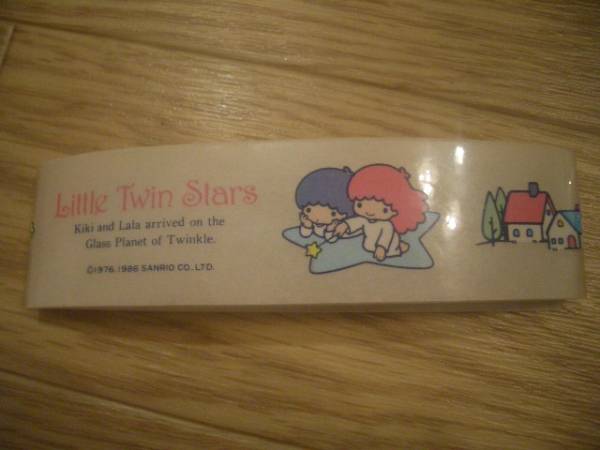 Little Twin Stars
Kiki and Lala arrived on the
Glass Planet of Twinkle.
©1976, 1986 SANRIO CO., LTD.